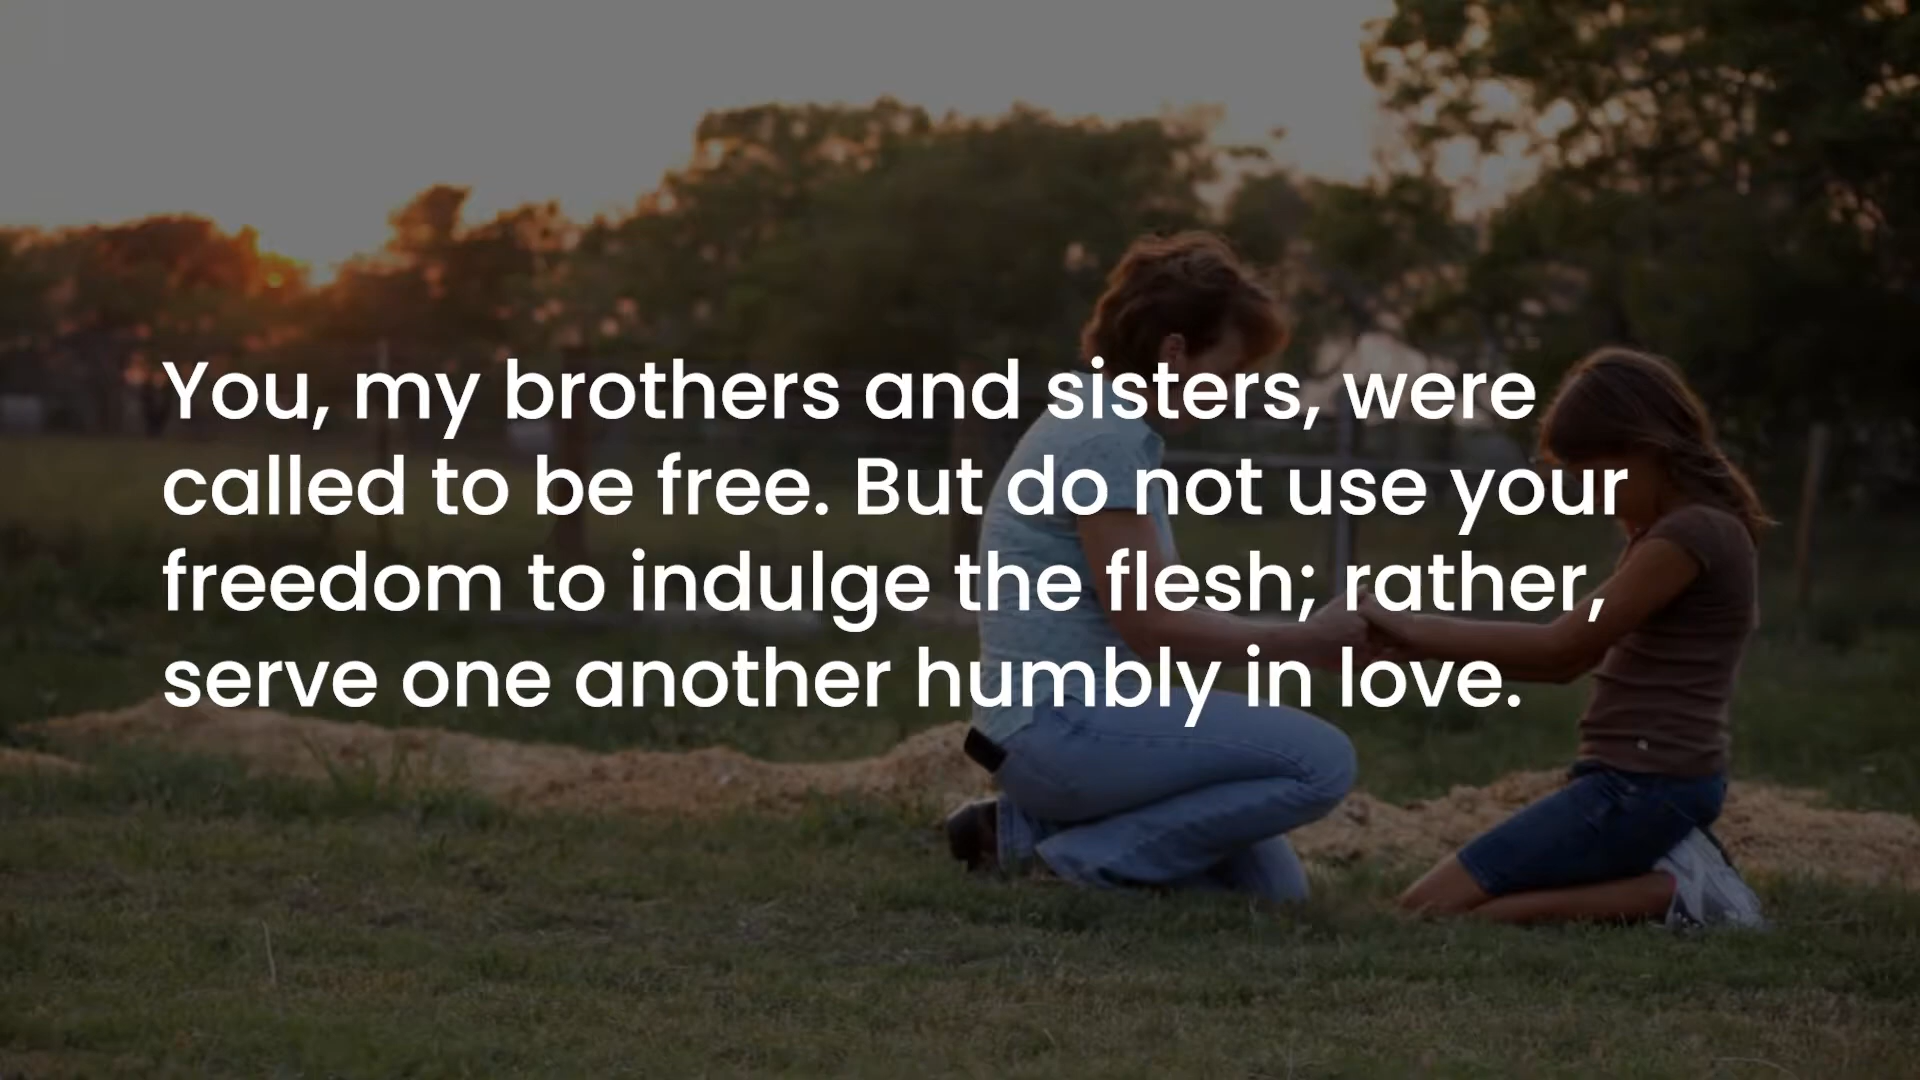 You, my brothers and sisters, were
called to be free. But do not use your
freedom to indulge the flesh; rather,
serve one another humbly in love.